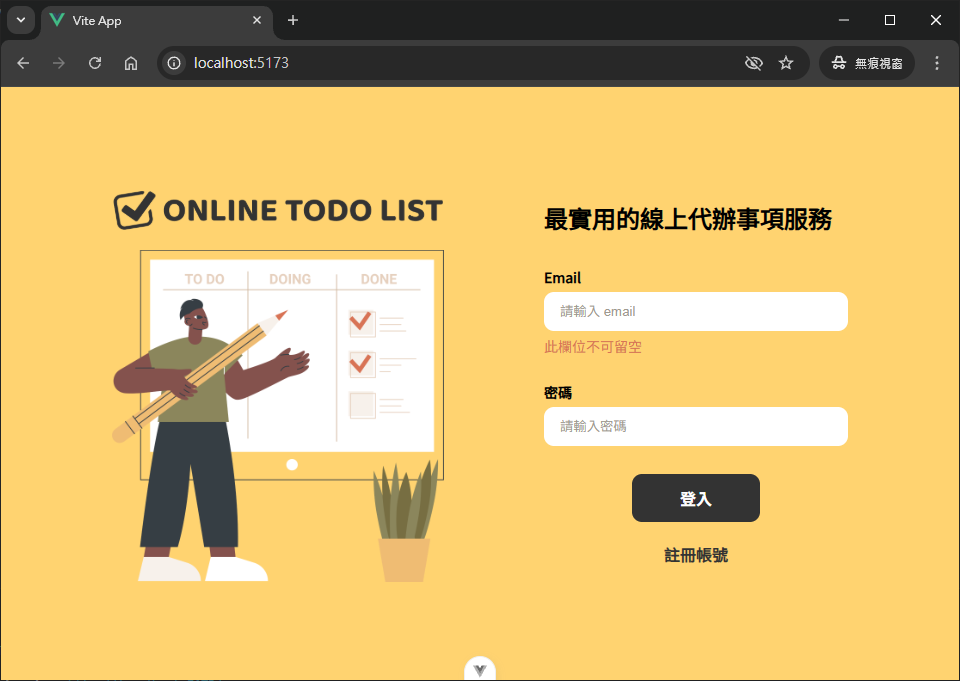 Vite App
localhost:5173
無痕視窗
ONLINE TODO LIST
TO DO
DOING
DONE
最實用的線上代辦事項服務
Email
請輸入 email
此欄位不可留空
密碼
請輸入密碼
登入
註冊帳號